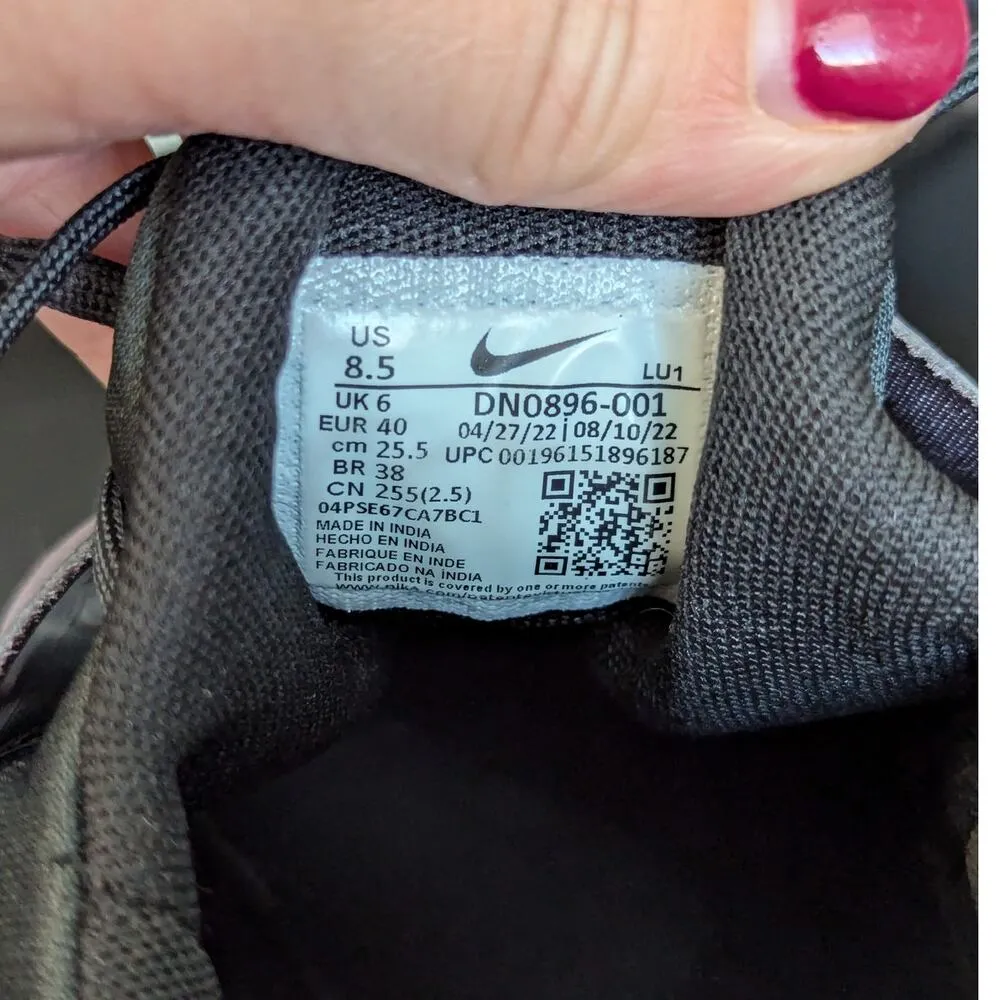 US
8.5
LU1
UK 6
DN0896-001
EUR 40
04/27/22|08/10/22
cm 25.5
UPC 00196151896187
BR 38
CN 255(2.5)
04PSE67CA7BC1
MADE IN INDIA
HECHO EN INDIA
FABRIQUE EN INDE
FABRICADO NA ÍNDIA
This product is covered by one or more patents